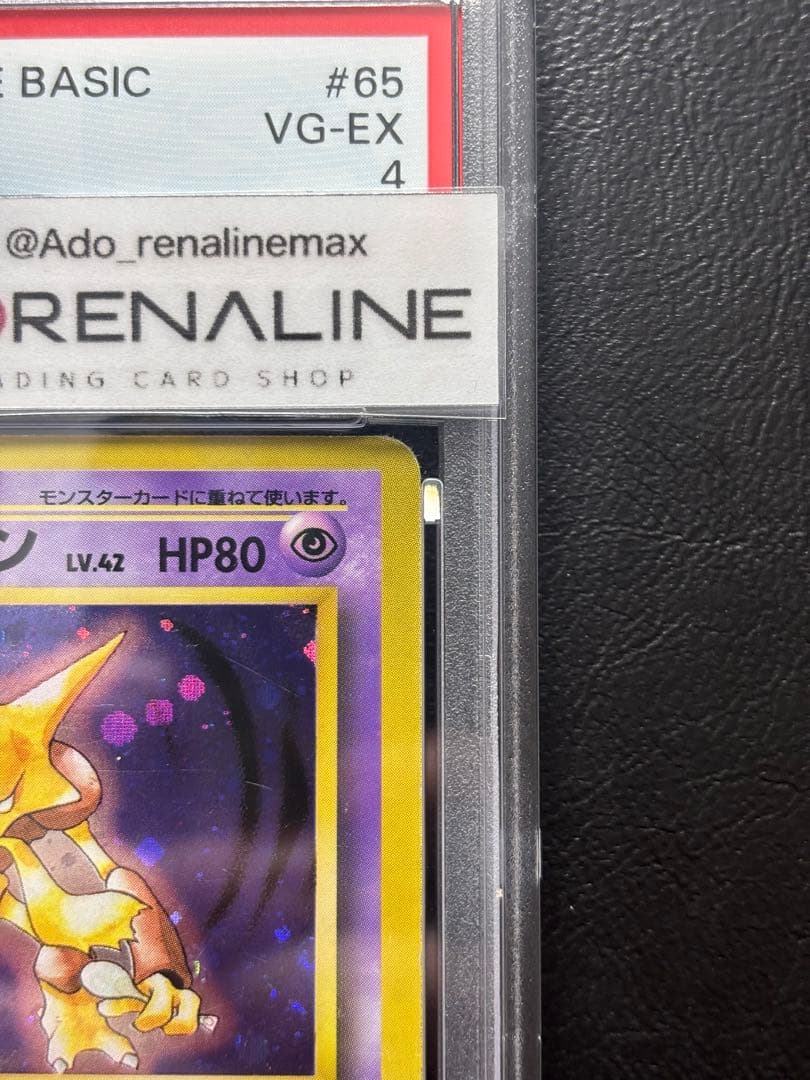 E BASIC #65
VG-EX
4
@Ado_renalinemax
RENALINE
ADING CARD SHOP
モンスターカードに重ねて使います。
ン LV.42 HP80